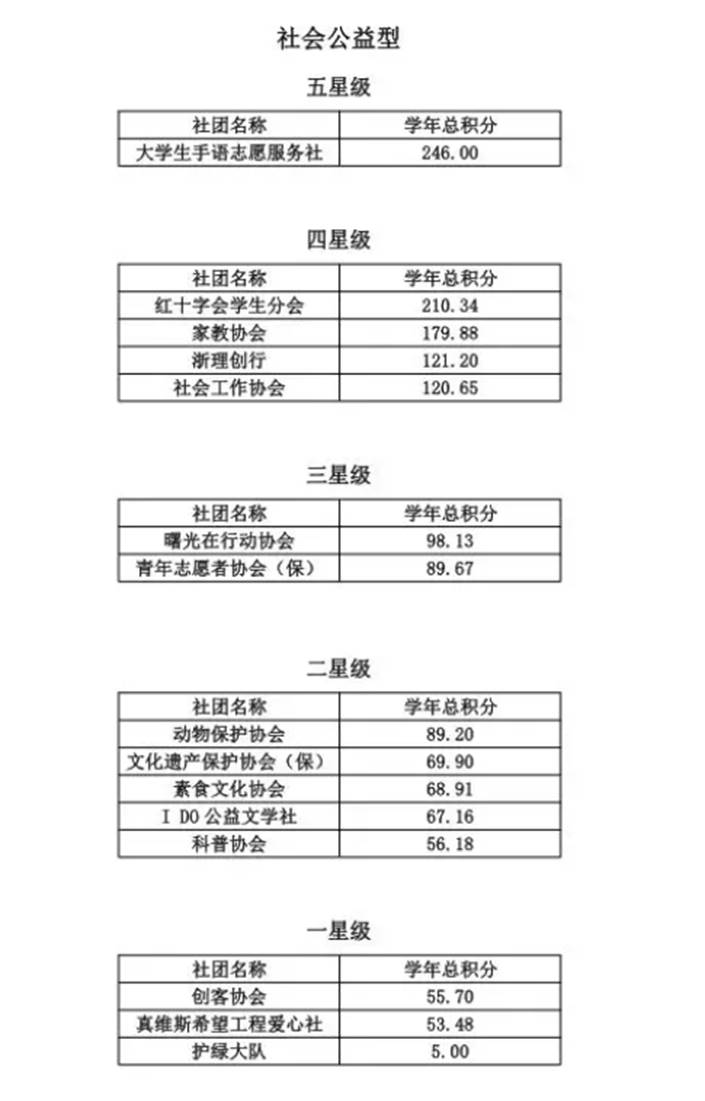 社会公益型
五星级
社团名称 学年总积分
大学生手语志愿服务社 246.00
四星级
社团名称 学年总积分
红十字会学生分会 210.34
家教协会 179.88
浙理创行 121.20
社会工作协会 120.65
三星级
社团名称 学年总积分
曙光在行动协会 98.13
青年志愿者协会（保） 89.67
二星级
社团名称 学年总积分
动物保护协会 89.20
文化遗产保护协会（保） 69.90
素食文化协会 68.91
I DO公益文学社 67.16
科普协会 56.18
一星级
社团名称 学年总积分
创客协会 55.70
真维斯希望工程爱心社 53.48
护绿大队 5.00